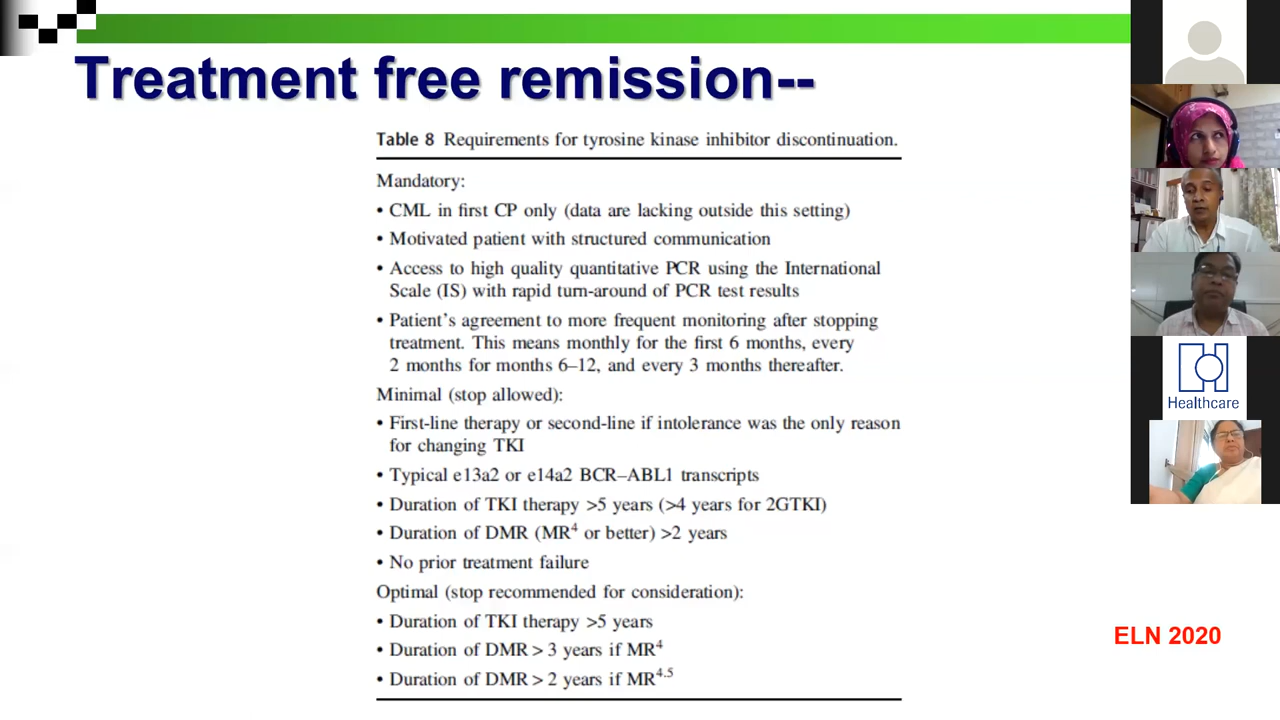 Treatment free remission--
Table 8 Requirements for tyrosine kinase inhibitor discontinuation.
Mandatory:
• CML in first CP only (data are lacking outside this setting)
• Motivated patient with structured communication
• Access to high quality quantitative PCR using the International
Scale (IS) with rapid turn-around of PCR test results
• Patient's agreement to more frequent monitoring after stopping
treatment. This means monthly for the first 6 months, every
2 months for months 6–12, and every 3 months thereafter.
Minimal (stop allowed):
• First-line therapy or second-line if intolerance was the only reason
for changing TKI
• Typical e13a2 or e14a2 BCR–ABL1 transcripts
• Duration of TKI therapy >5 years (>4 years for 2GTKI)
• Duration of DMR (MR⁴ or better) >2 years
• No prior treatment failure
Optimal (stop recommended for consideration):
• Duration of TKI therapy >5 years
• Duration of DMR > 3 years if MR⁴
• Duration of DMR > 2 years if MR⁴·⁵
ELN 2020
Healthcare